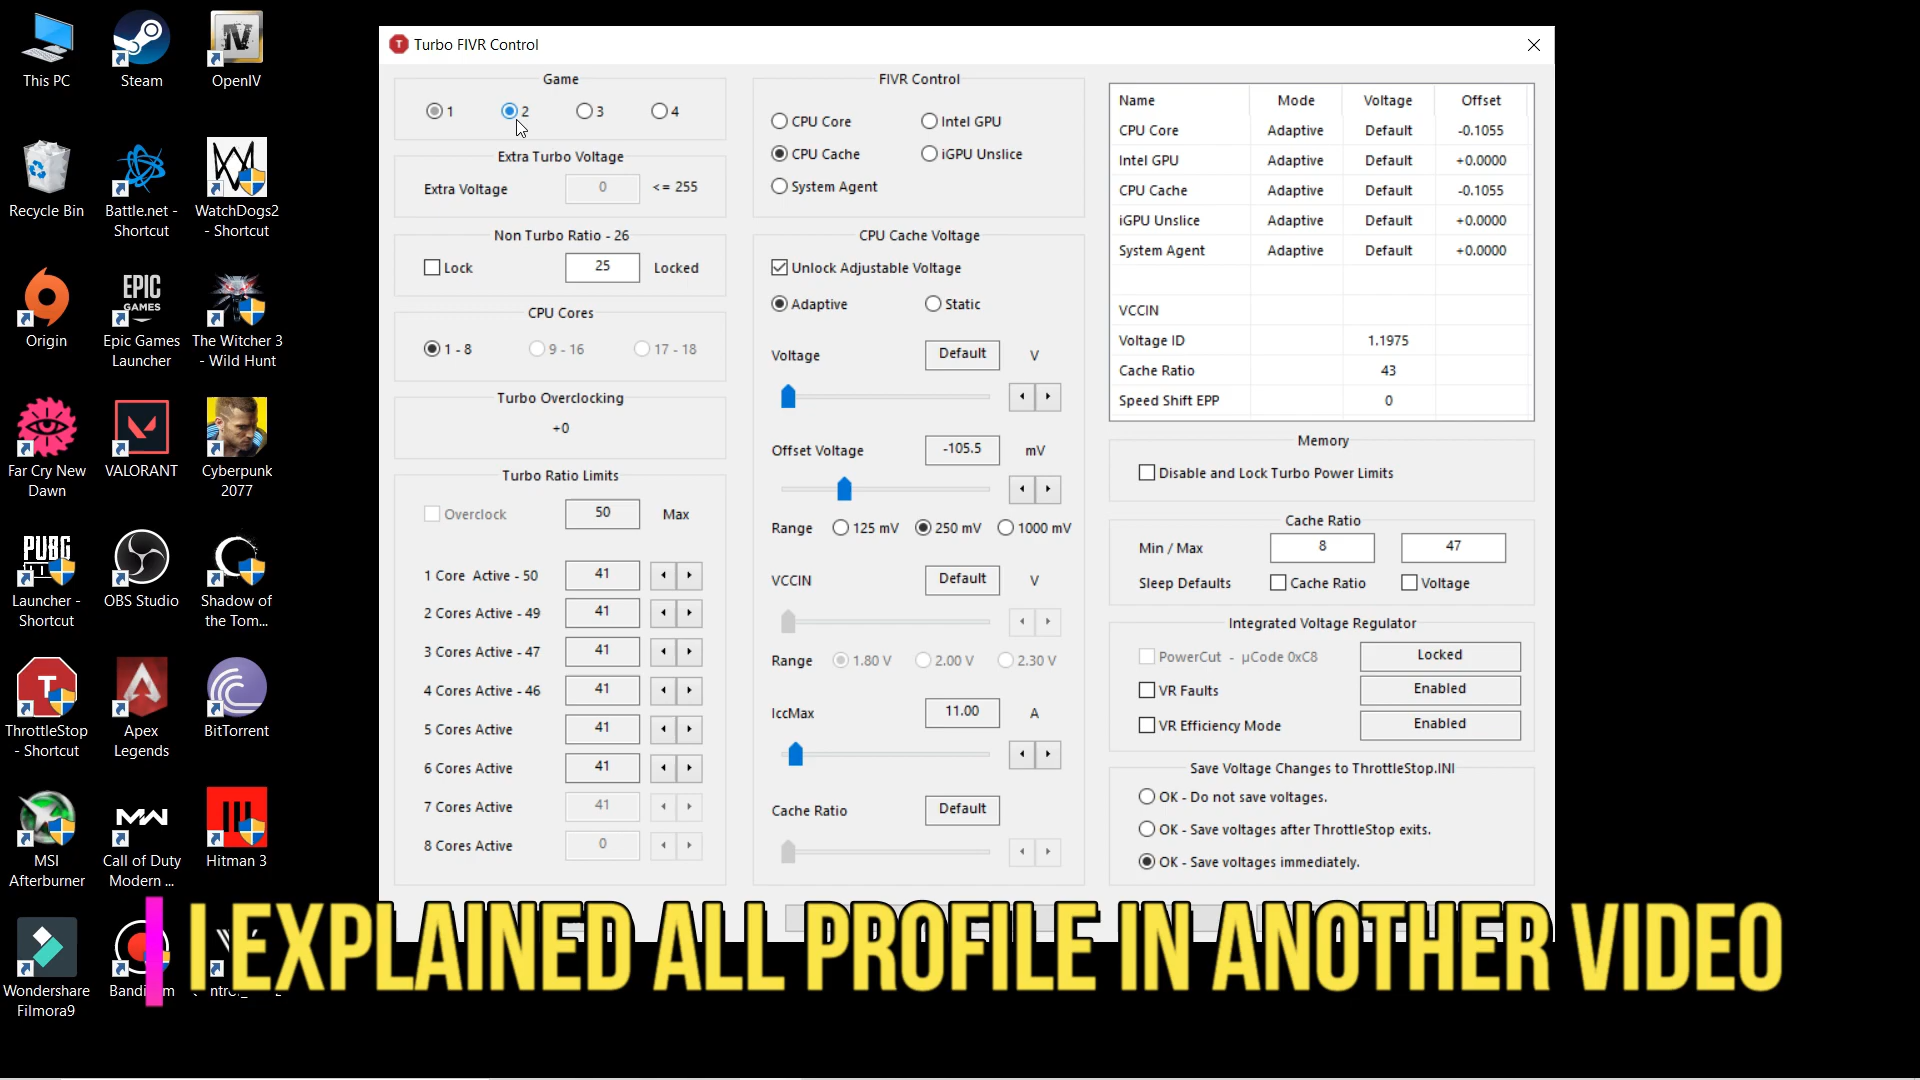 This PC
Steam
OpenIV
Recycle Bin
Battle.net -
Shortcut
WatchDogs2
- Shortcut
Origin
EPIC
GAMES
Epic Games
Launcher
The Witcher 3
- Wild Hunt
Far Cry New
Dawn
VALORANT
Cyberpunk
2077
PUBG
Launcher -
Shortcut
OBS Studio
Shadow of
the Tom...
T
ThrottleStop
- Shortcut
Apex
Legends
BitTorrent
MSI
Afterburner
MW
Call of Duty
Modern ...
Hitman 3
Wondershare
Filmora9
T Turbo FIVR Control
Game
1 2 3 4
Extra Turbo Voltage
Extra Voltage 0 <= 255
Non Turbo Ratio - 26
Lock 25 Locked
CPU Cores
1 - 8 9 - 16 17 - 18
Turbo Overclocking
+0
Turbo Ratio Limits
Overclock 50 Max
1 Core Active - 50 41
2 Cores Active - 49 41
3 Cores Active - 47 41
4 Cores Active - 46 41
5 Cores Active 41
6 Cores Active 41
7 Cores Active 41
8 Cores Active 0
FIVR Control
CPU Core Intel GPU
CPU Cache iGPU Unslice
System Agent
CPU Cache Voltage
Unlock Adjustable Voltage
Adaptive Static
Voltage Default V
Offset Voltage -105.5 mV
Range 125 mV 250 mV 1000 mV
VCCIN Default V
Range 1.80 V 2.00 V 2.30 V
IccMax 11.00 A
Cache Ratio Default
Name Mode Voltage Offset
CPU Core Adaptive Default -0.1055
Intel GPU Adaptive Default +0.0000
CPU Cache Adaptive Default -0.1055
iGPU Unslice Adaptive Default +0.0000
System Agent Adaptive Default +0.0000
VCCIN
Voltage ID 1.1975
Cache Ratio 43
Speed Shift EPP 0
Memory
Disable and Lock Turbo Power Limits
Cache Ratio
Min / Max 8 47
Sleep Defaults Cache Ratio Voltage
Integrated Voltage Regulator
PowerCut - µCode 0xC8 Locked
VR Faults Enabled
VR Efficiency Mode Enabled
Save Voltage Changes to ThrottleStop.INI
OK - Do not save voltages.
OK - Save voltages after ThrottleStop exits.
OK - Save voltages immediately.
I EXPLAINED ALL PROFILE IN ANOTHER VIDEO